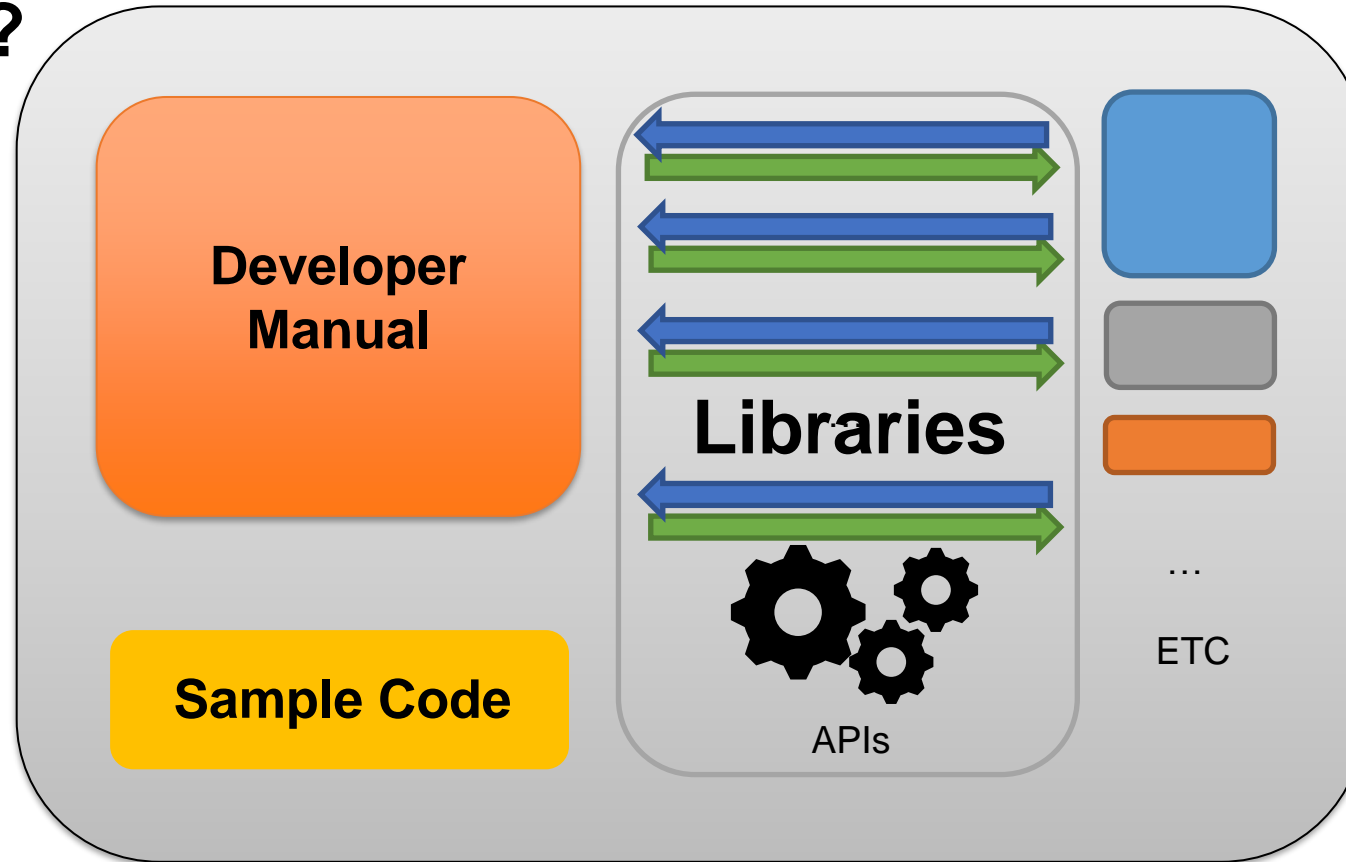 ?
Developer
Manual
Sample Code
Libraries
...
APIs
…
ETC